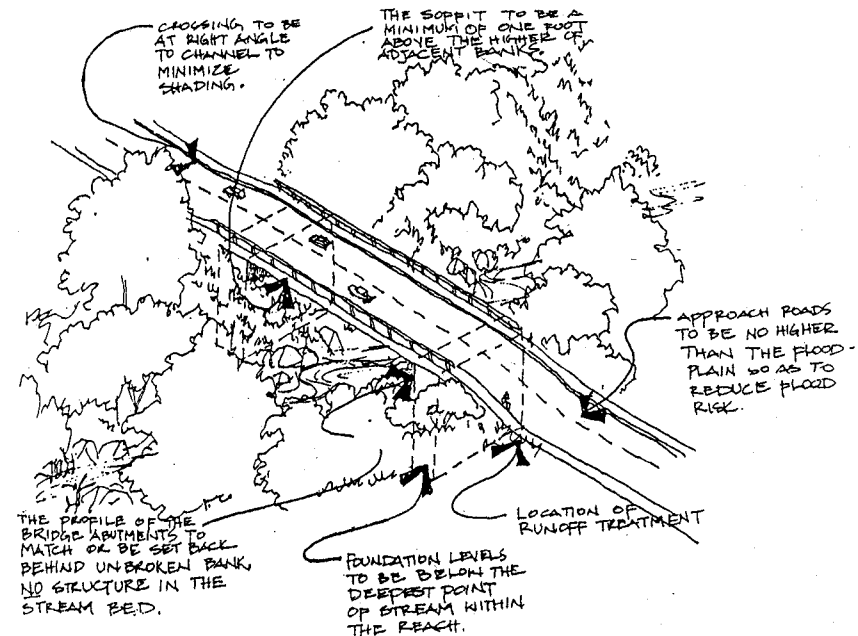 CROSSING TO BE
AT RIGHT ANGLE
TO CHANNEL TO
MINIMIZE
SHADING.
THE SOFFIT TO BE A
MINIMUM OF ONE FOOT
ABOVE THE HIGHER OF
ADJACENT BANKS.
APPROACH ROADS
TO BE NO HIGHER
THAN THE FLOOD-
PLAIN SO AS TO
REDUCE FLOOD
RISK.
LOCATION OF
RUNOFF TREATMENT
THE PROFILE OF THE
BRIDGE ABUTMENTS TO
MATCH OR BE SET BACK
BEHIND UNBROKEN BANK,
NO STRUCTURE IN THE
STREAM BED.
FOUNDATION LEVELS
TO BE BELOW THE
DEEPEST POINT
OF STREAM WITHIN
THE REACH.